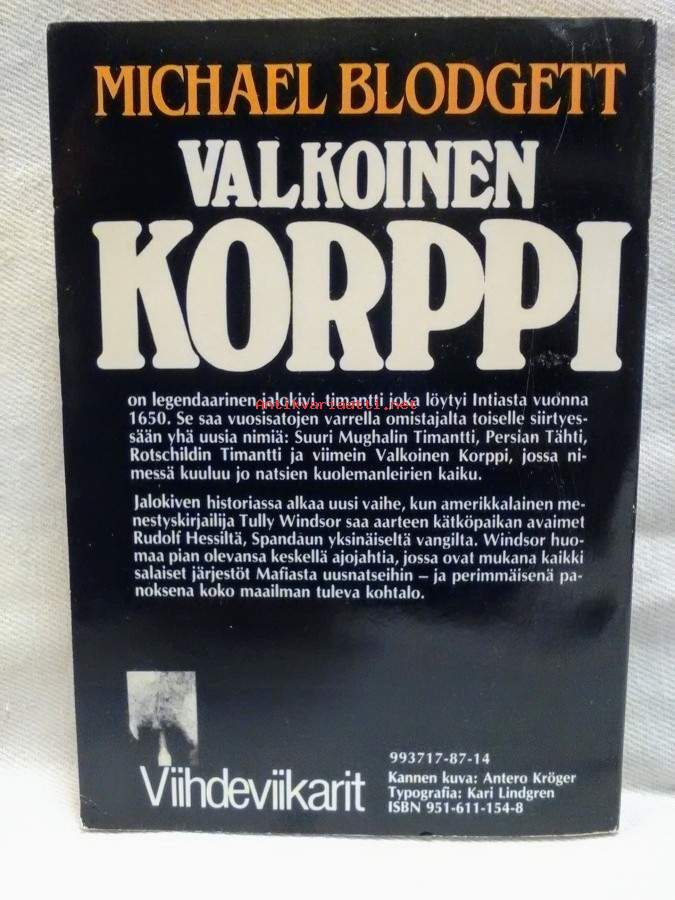 MICHAEL BLODGETT
VALKOINEN
KORPPI
on legendaarinen jalokivi, timantti joka löytyi Intiasta vuonna
Antikvariaatti.net
1650. Se saa vuosisatojen varrella omistajalta toiselle siirtyes-
sään yhä uusia nimiä: Suuri Mughalin Timantti, Persian Tähti,
Rotschildin Timantti ja viimein Valkoinen Korppi, jossa ni-
messä kuuluu jo natsien kuolemanleirien kaiku.
Jalokiven historiassa alkaa uusi vaihe, kun amerikkalainen me-
nestyskirjailija Tully Windsor saa aarteen kätköpaikan avaimet
Rudolf Hessiltä, Spandaun yksinäiseltä vangilta. Windsor huo-
maa pian olevansa keskellä ajojahtia, jossa ovat mukana kaikki
salaiset järjestöt Mafiasta uusnatseihin – ja perimmäisenä pa-
noksena koko maailman tuleva kohtalo.
Viihdeviikarit
993717-87-14
Kannen kuva: Antero Kröger
Typografia: Kari Lindgren
ISBN 951-611-154-8